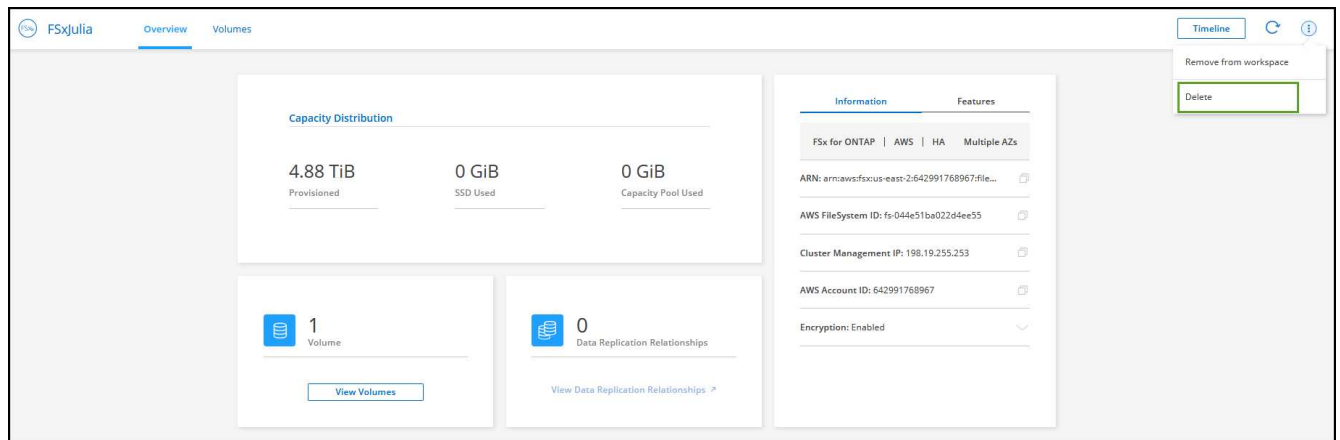 FSxN
FSxJulia
Overview
Volumes
Timeline
Remove from workspace
Delete
Capacity Distribution
4.88 TiB
Provisioned
0 GiB
SSD Used
0 GiB
Capacity Pool Used
1
Volume
View Volumes
0
Data Replication Relationships
View Data Replication Relationships
Information
Features
FSx for ONTAP | AWS | HA Multiple AZs
ARN: arn:aws:fsx:us-east-2:642991768967:file...
AWS FileSystem ID: fs-044e51ba022d4ee55
Cluster Management IP: 198.19.255.253
AWS Account ID: 642991768967
Encryption: Enabled